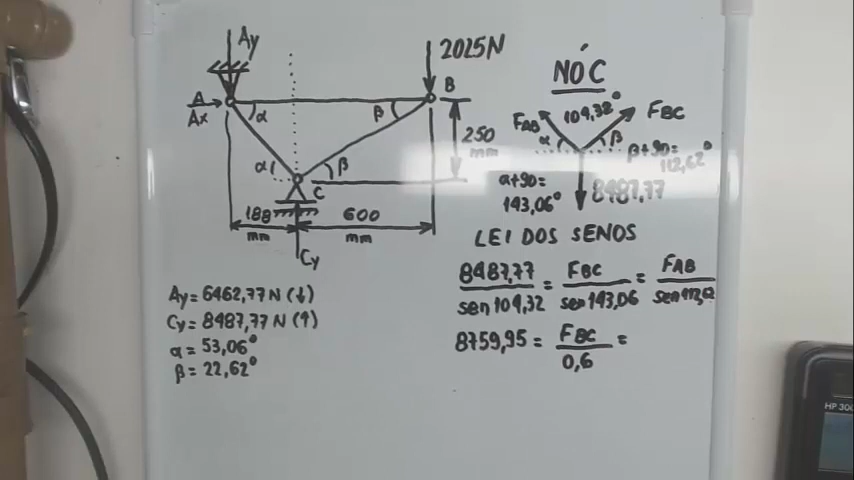 Ay
2025N
A
Ax
α
β
B
250
mm
α
β
C
188
mm
600
mm
Cy
Ay= 6462,77 N (↓)
Cy= 8487,77 N (↑)
α= 53,06°
β= 22,62°
NÓ C
FAB
109,32°
FBC
α
β
β+90=
112,62°
α+90=
143,06°
8487,77
LEI DOS SENOS
8487,77 / sen 104,32 = FBC / sen 143,06 = FAB / sen 112,62
8759,95 = FBC / 0,6 =
HP 300